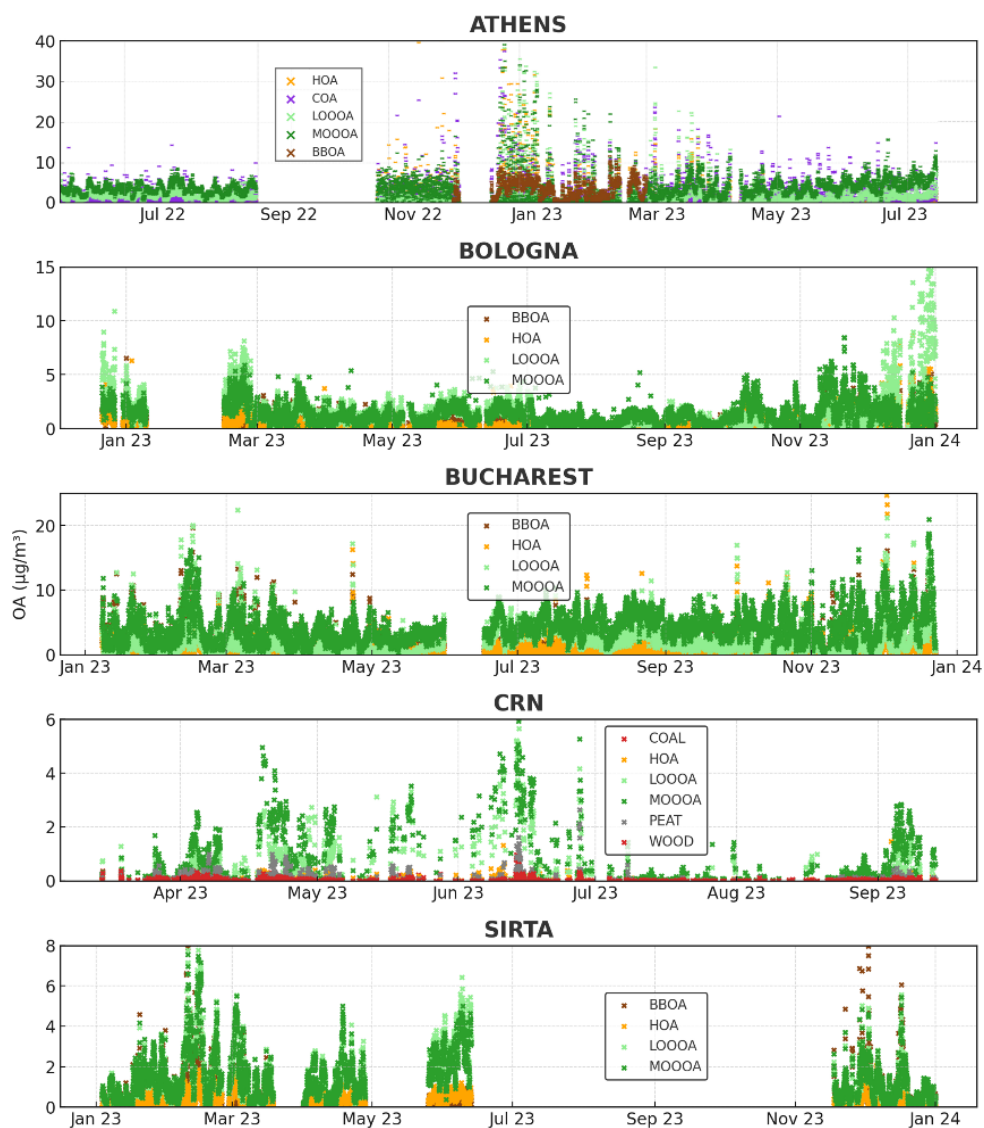 ATHENS
40
30
20
10
0
HOA
COA
LOOOA
MOOOA
BBOA
Jul 22 Sep 22 Nov 22 Jan 23 Mar 23 May 23 Jul 23
BOLOGNA
15
10
5
0
BBOA
HOA
LOOOA
MOOOA
Jan 23 Mar 23 May 23 Jul 23 Sep 23 Nov 23 Jan 24
BUCHAREST
OA (μg/m³)
20
10
0
BBOA
HOA
LOOOA
MOOOA
Jan 23 Mar 23 May 23 Jul 23 Sep 23 Nov 23 Jan 24
CRN
6
4
2
0
COAL
HOA
LOOOA
MOOOA
PEAT
WOOD
Apr 23 May 23 Jun 23 Jul 23 Aug 23 Sep 23
SIRTA
8
6
4
2
0
BBOA
HOA
LOOOA
MOOOA
Jan 23 Mar 23 May 23 Jul 23 Sep 23 Nov 23 Jan 24